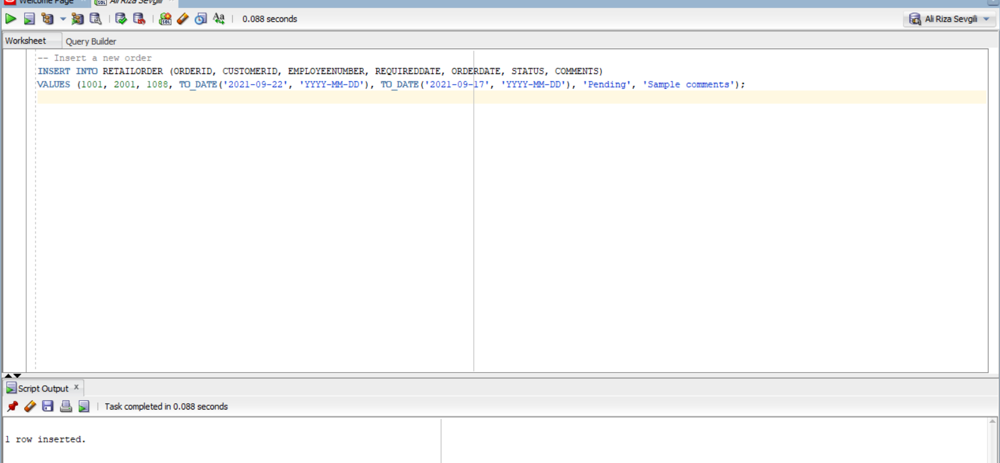 Welcome Page Ali Riza Sevgili
0.088 seconds Ali Riza Sevgili
Worksheet Query Builder
-- Insert a new order
INSERT INTO RETAILORDER (ORDERID, CUSTOMERID, EMPLOYEENUMBER, REQUIREDDATE, ORDERDATE, STATUS, COMMENTS)
VALUES (1001, 2001, 1088, TO_DATE('2021-09-22', 'YYYY-MM-DD'), TO_DATE('2021-09-17', 'YYYY-MM-DD'), 'Pending', 'Sample comments');
Script Output x
Task completed in 0.088 seconds
1 row inserted.